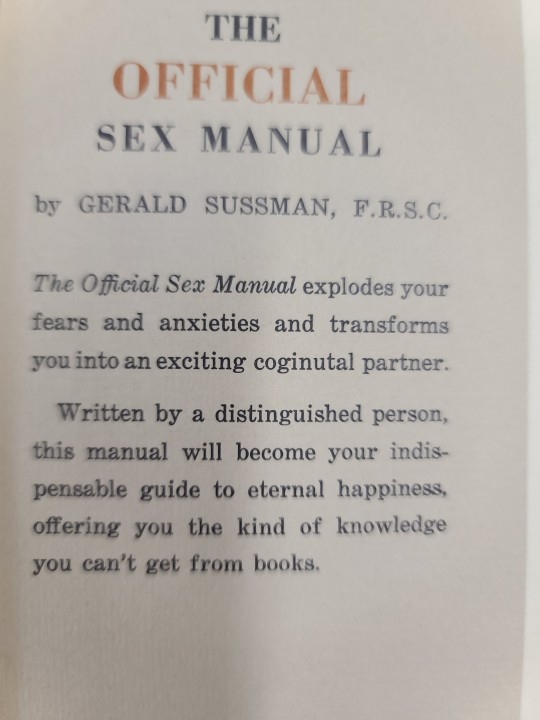 THE
OFFICIAL
SEX MANUAL
by GERALD SUSSMAN, F.R.S.C.
The Official Sex Manual explodes your
fears and anxieties and transforms
you into an exciting coginutal partner.
Written by a distinguished person,
this manual will become your indis-
pensable guide to eternal happiness,
offering you the kind of knowledge
you can't get from books.